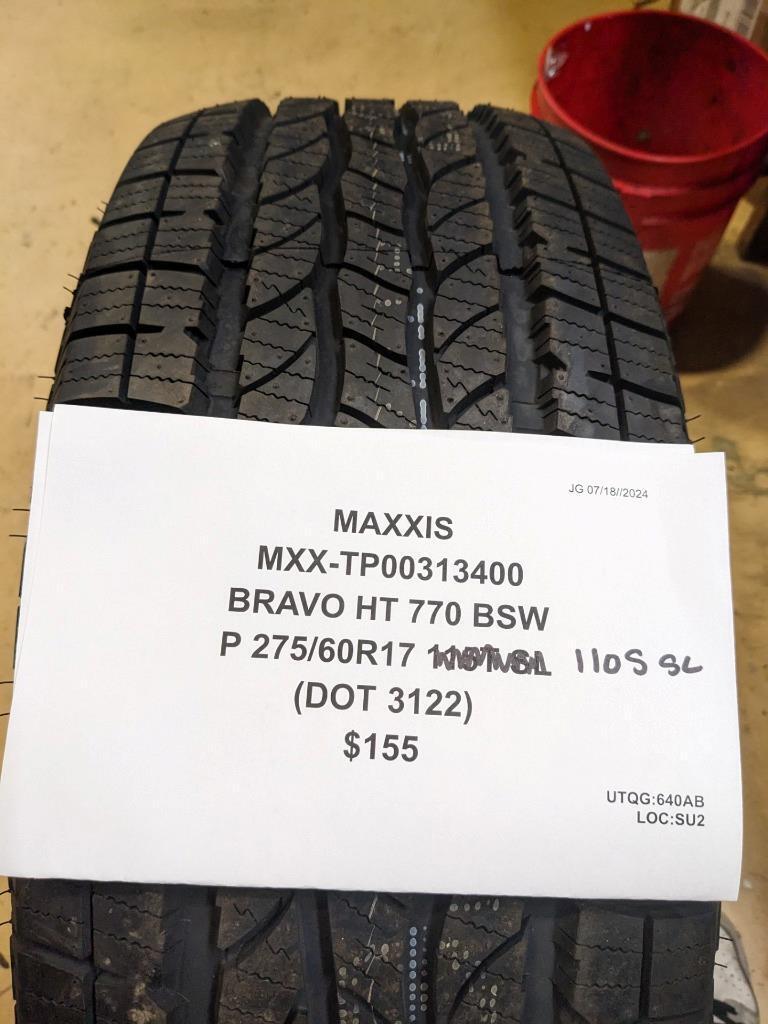 JG 07/18//2024
MAXXIS
MXX-TP00313400
BRAVO HT 770 BSW
P 275/60R17 110S SL
(DOT 3122)
$155
UTQG:640AB
LOC:SU2